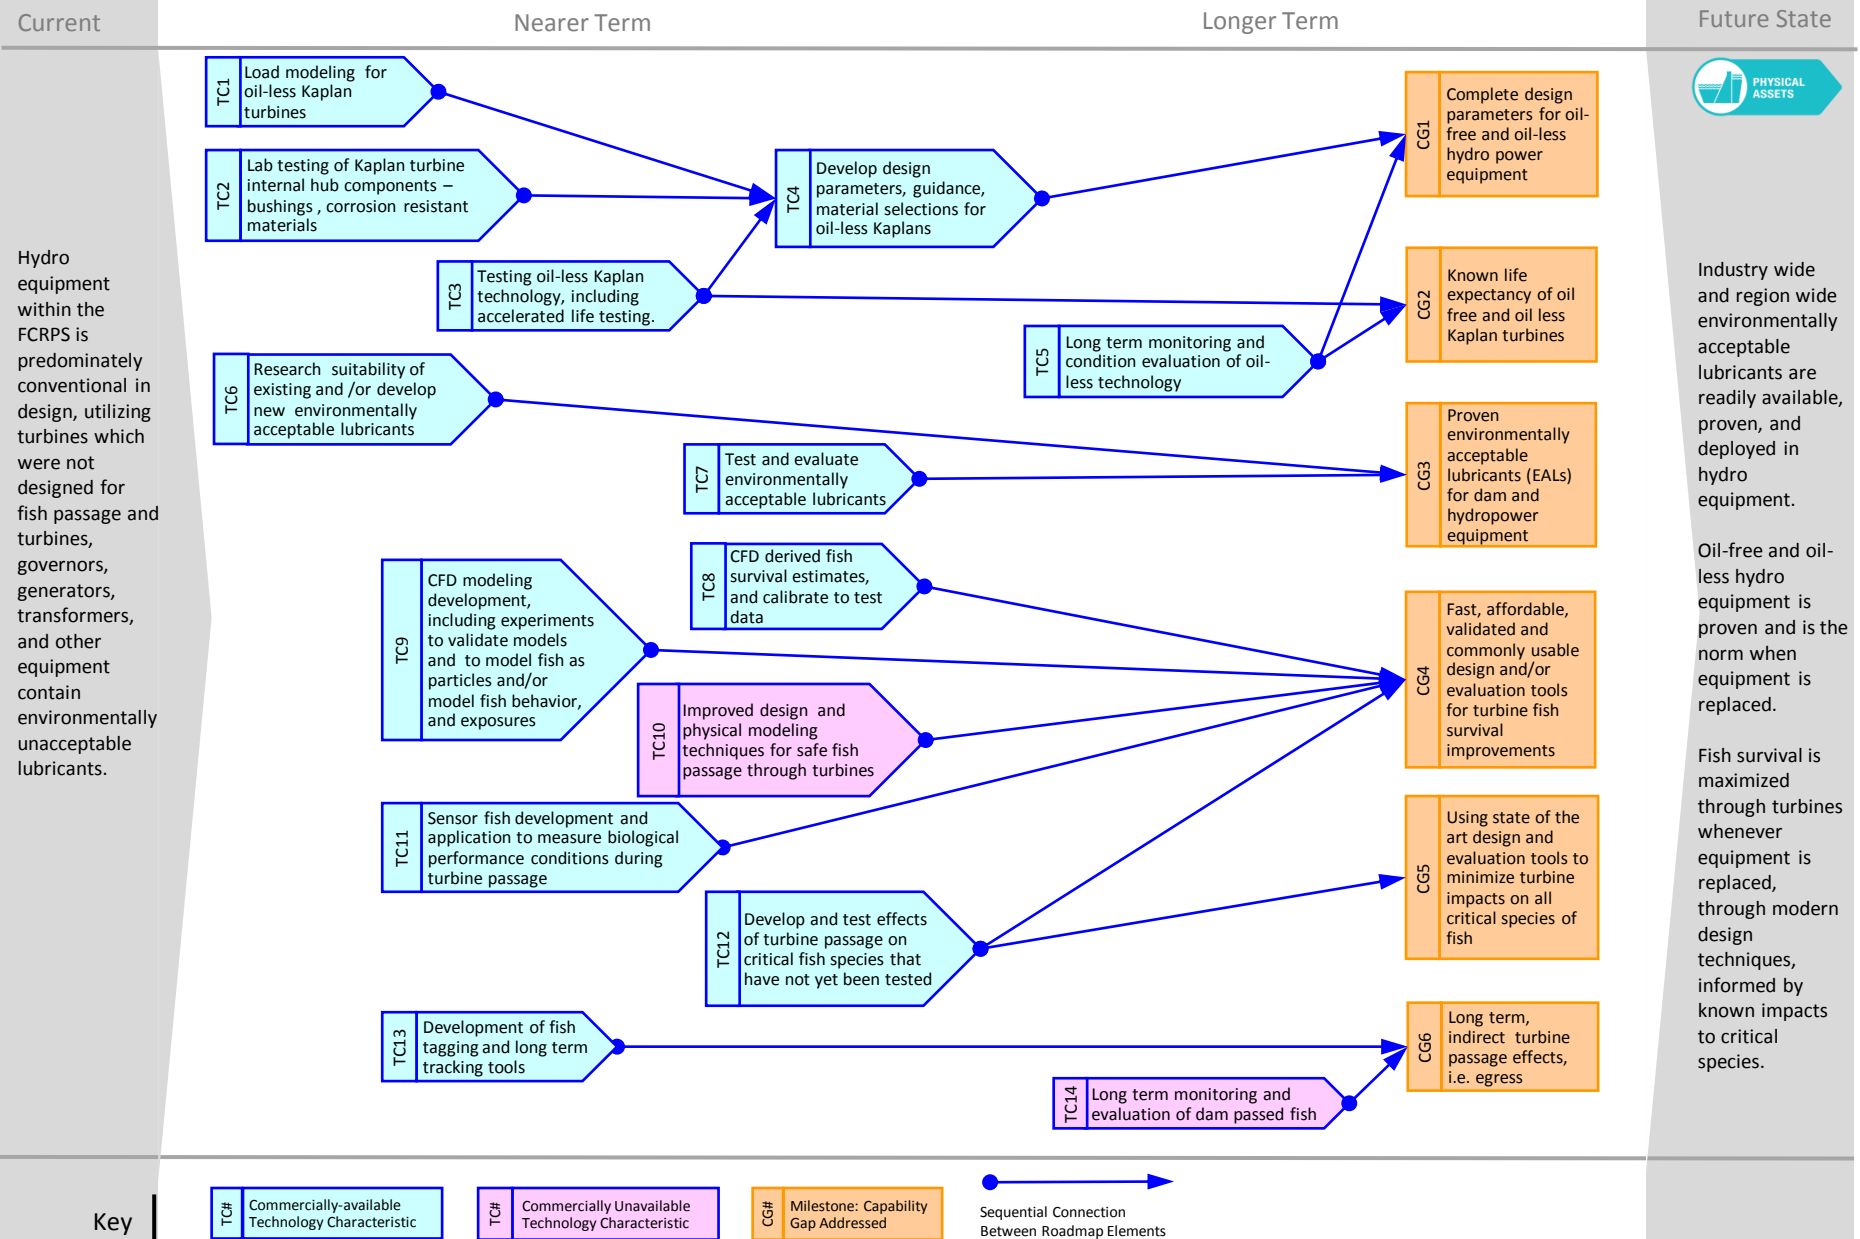 Current
Nearer Term
Longer Term
Future State
PHYSICAL
ASSETS
Hydro
equipment
within the
FCRPS is
predominately
conventional in
design, utilizing
turbines which
were not
designed for
fish passage and
turbines,
governors,
generators,
transformers,
and other
equipment
contain
environmentally
unacceptable
lubricants.
TC1
Load modeling for
oil-less Kaplan
turbines
TC2
Lab testing of Kaplan turbine
internal hub components –
bushings , corrosion resistant
materials
TC3
Testing oil-less Kaplan
technology, including
accelerated life testing.
TC4
Develop design
parameters, guidance,
material selections for
oil-less Kaplans
TC5
Long term monitoring and
condition evaluation of oil-
less technology
TC6
Research suitability of
existing and /or develop
new environmentally
acceptable lubricants
TC7
Test and evaluate
environmentally
acceptable lubricants
TC8
CFD derived fish
survival estimates,
and calibrate to test
data
TC9
CFD modeling
development,
including experiments
to validate models
and to model fish as
particles and/or
model fish behavior,
and exposures
TC10
Improved design and
physical modeling
techniques for safe fish
passage through turbines
TC11
Sensor fish development and
application to measure biological
performance conditions during
turbine passage
TC12
Develop and test effects
of turbine passage on
critical fish species that
have not yet been tested
TC13
Development of fish
tagging and long term
tracking tools
TC14
Long term monitoring and
evaluation of dam passed fish
CG1
Complete design
parameters for oil-
free and oil-less
hydro power
equipment
CG2
Known life
expectancy of oil
free and oil less
Kaplan turbines
CG3
Proven
environmentally
acceptable
lubricants (EALs)
for dam and
hydropower
equipment
CG4
Fast, affordable,
validated and
commonly usable
design and/or
evaluation tools
for turbine fish
survival
improvements
CG5
Using state of the
art design and
evaluation tools to
minimize turbine
impacts on all
critical species of
fish
CG6
Long term,
indirect turbine
passage effects,
i.e. egress
Industry wide
and region wide
environmentally
acceptable
lubricants are
readily available,
proven, and
deployed in
hydro
equipment.
Oil-free and oil-
less hydro
equipment is
proven and is the
norm when
equipment is
replaced.
Fish survival is
maximized
through turbines
whenever
equipment is
replaced,
through modern
design
techniques,
informed by
known impacts
to critical
species.
Key
TC#
Commercially-available
Technology Characteristic
TC#
Commercially Unavailable
Technology Characteristic
CG#
Milestone: Capability
Gap Addressed
Sequential Connection
Between Roadmap Elements